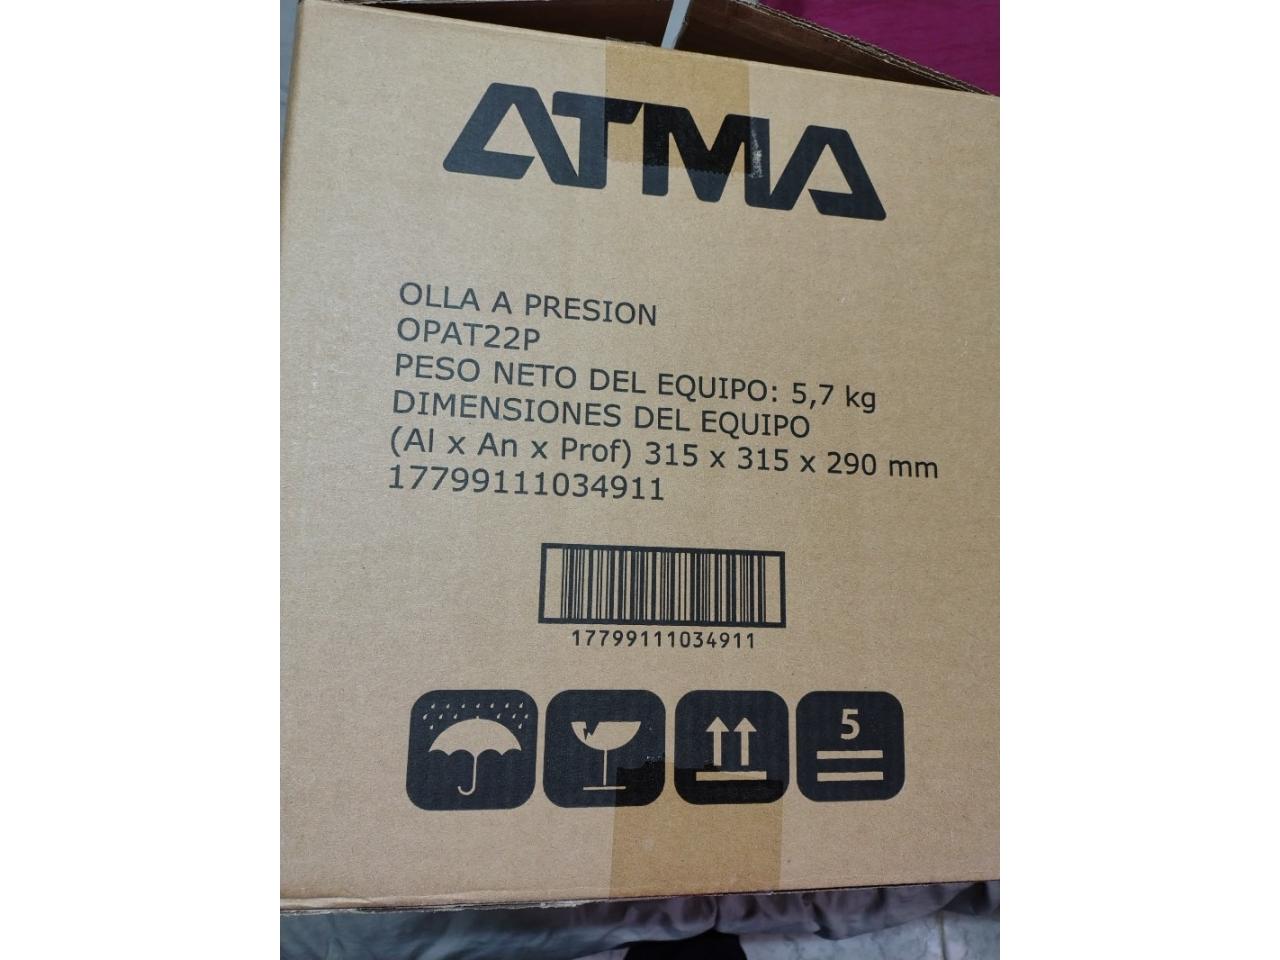 ATMA
OLLA A PRESION
OPAT22P
PESO NETO DEL EQUIPO: 5,7 kg
DIMENSIONES DEL EQUIPO
(Al x An x Prof) 315 x 315 x 290 mm
17799111034911
17799111034911
5